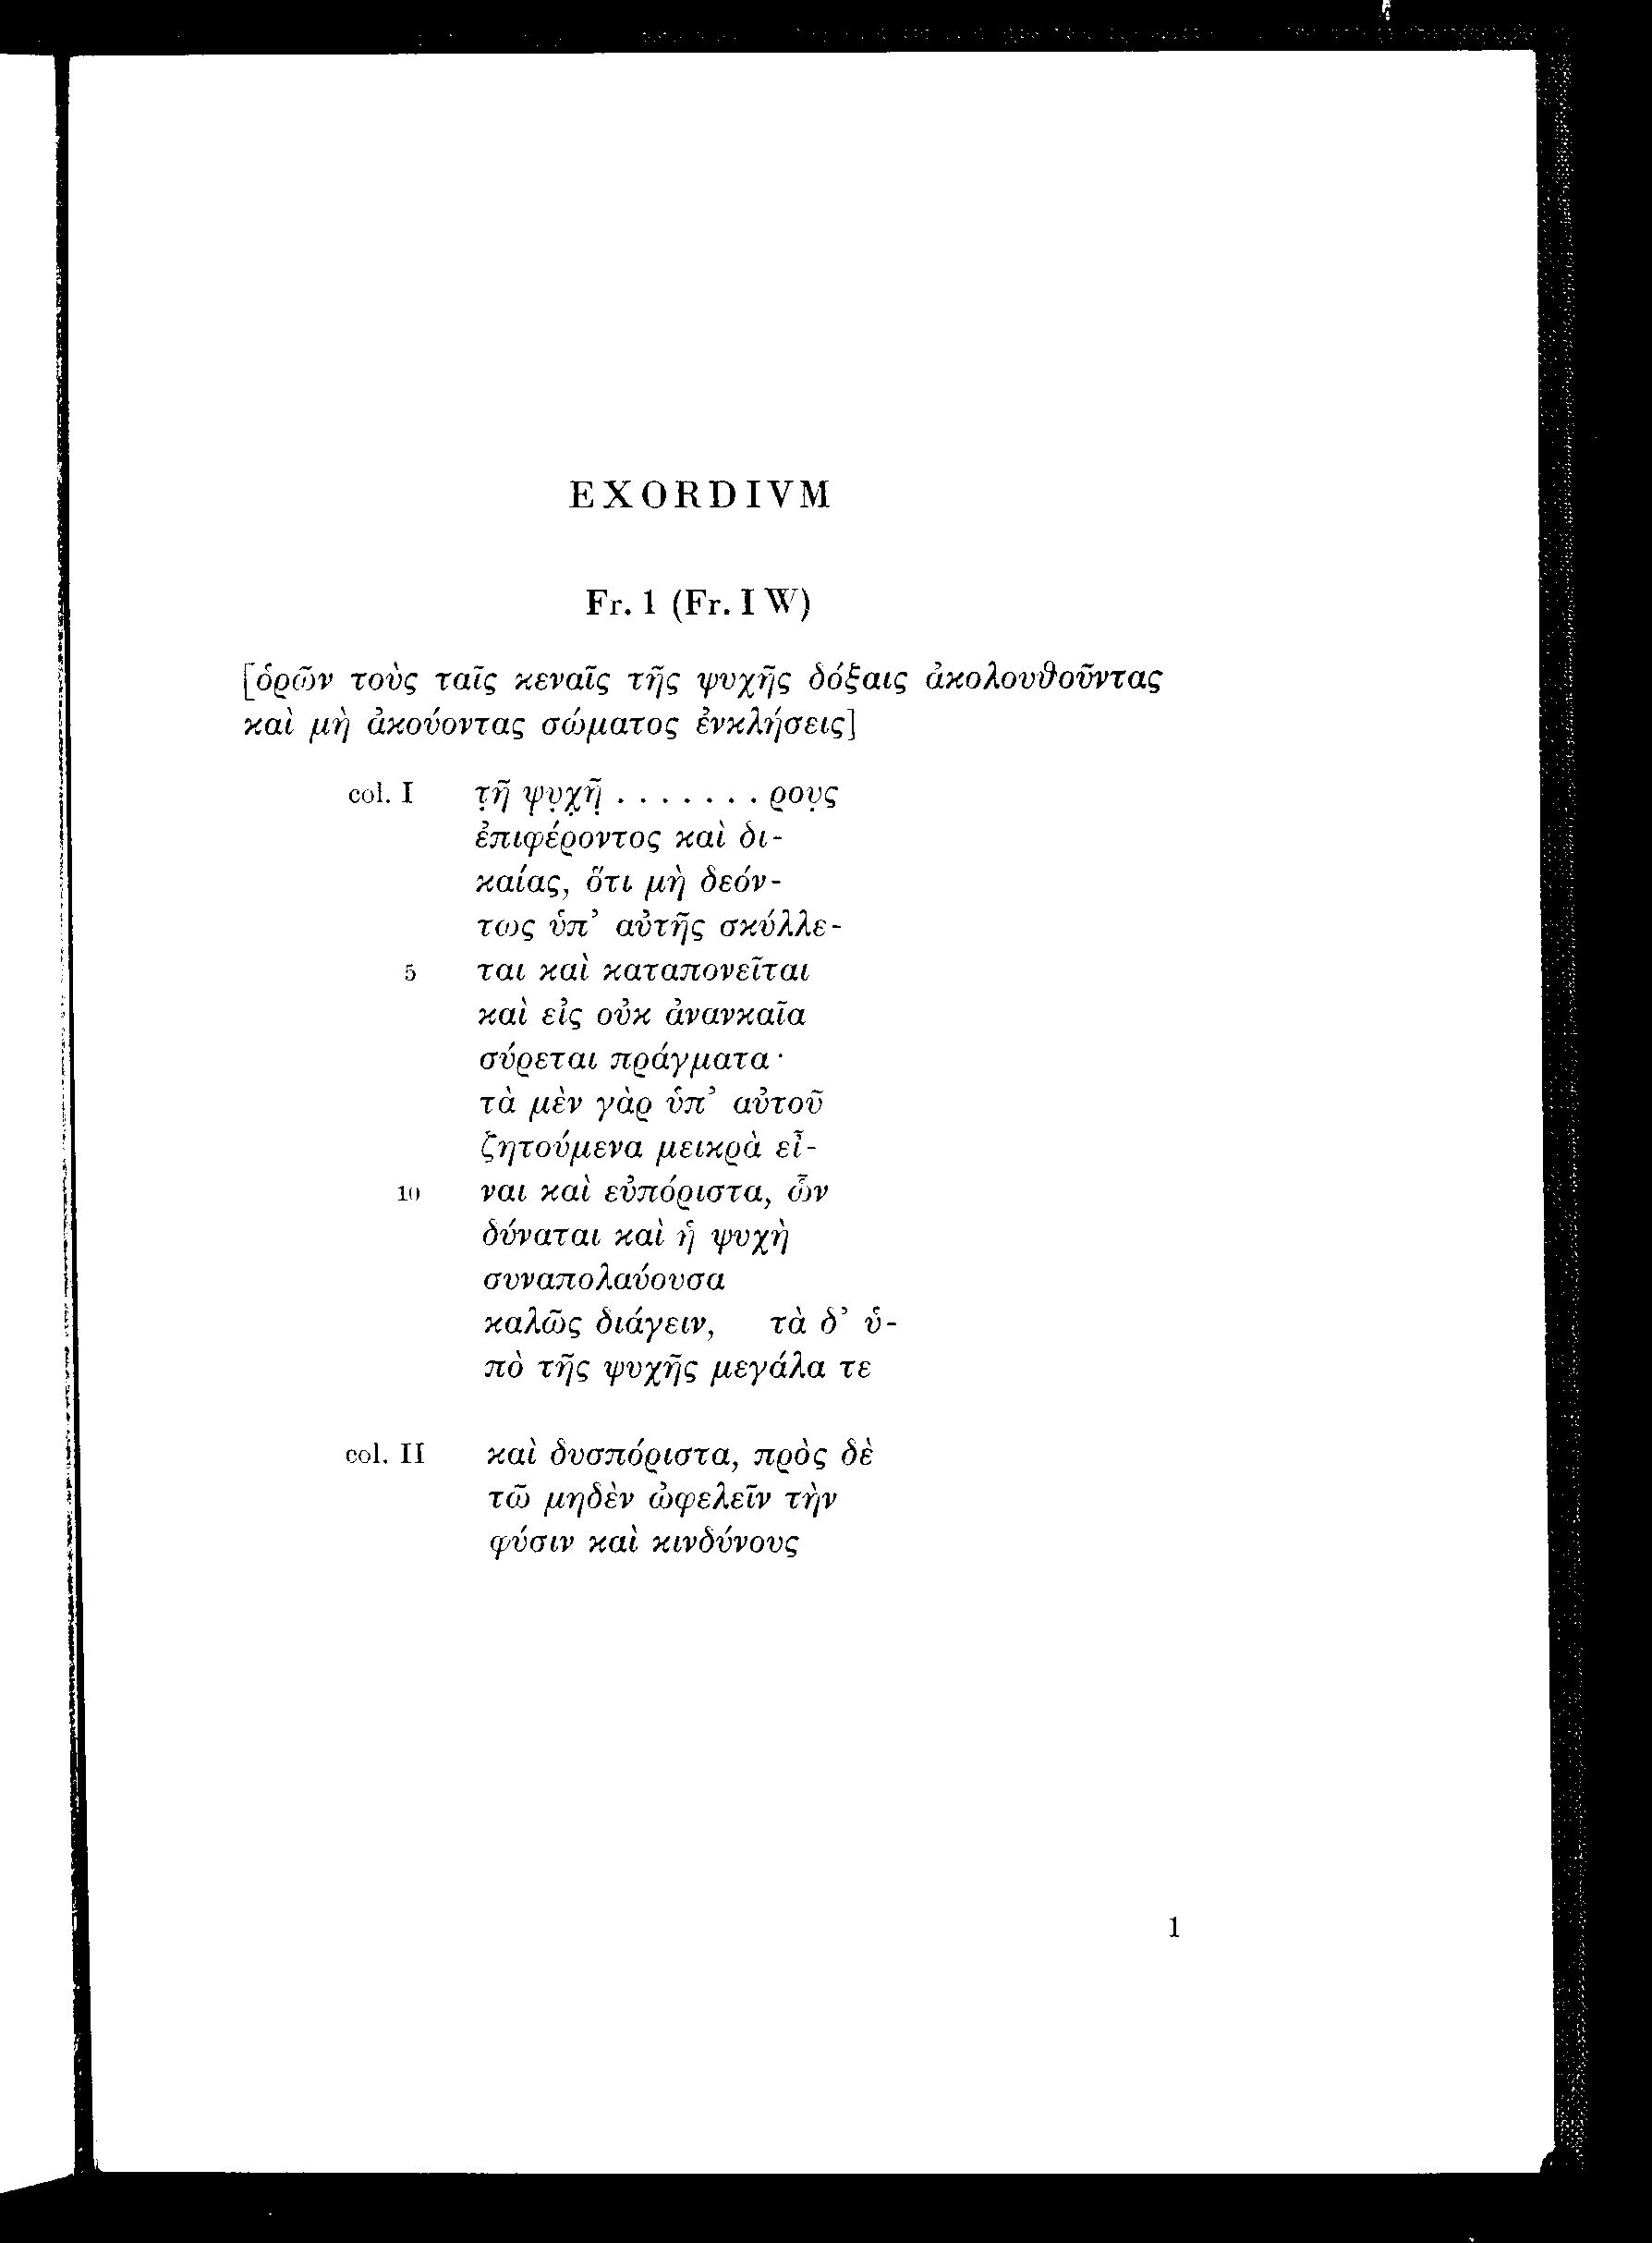 EXORDIVM
Fr. 1 (Fr. I W)
[ὁρῶν τοὺς ταῖς κεναῖς τῆς ψυχῆς δόξαις ἀκολουθοῦντας
καὶ μὴ ἀκούοντας σώματος ἐνκλήσεις]
col. I τ̣ῇ ψυ̣χ̣ῇ̣ . . . . . . . ρου̣ς
ἐπιφέροντος καὶ δι-
καίας, ὅτι μὴ δεόν-
τως ὑπ’ αὐτῆς σκύλλε-
5 ται καὶ καταπονεῖται
καὶ εἰς οὐκ ἀνανκαῖα
σύρεται πράγματα·
τὰ μὲν γὰρ ὑπ’ αὐτοῦ
ζητούμενα μεικρὰ εἶ-
10 ναι καὶ εὐπόριστα, ὧν
δύναται καὶ ἡ ψυχὴ
συναπολαύουσα
καλῶς διάγειν, τὰ δ’ ὑ-
πὸ τῆς ψυχῆς μεγάλα τε
col. II καὶ δυσπόριστα, πρὸς δὲ
τῶ μηδὲν ὠφελεῖν τὴν
φύσιν καὶ κινδύνους
1